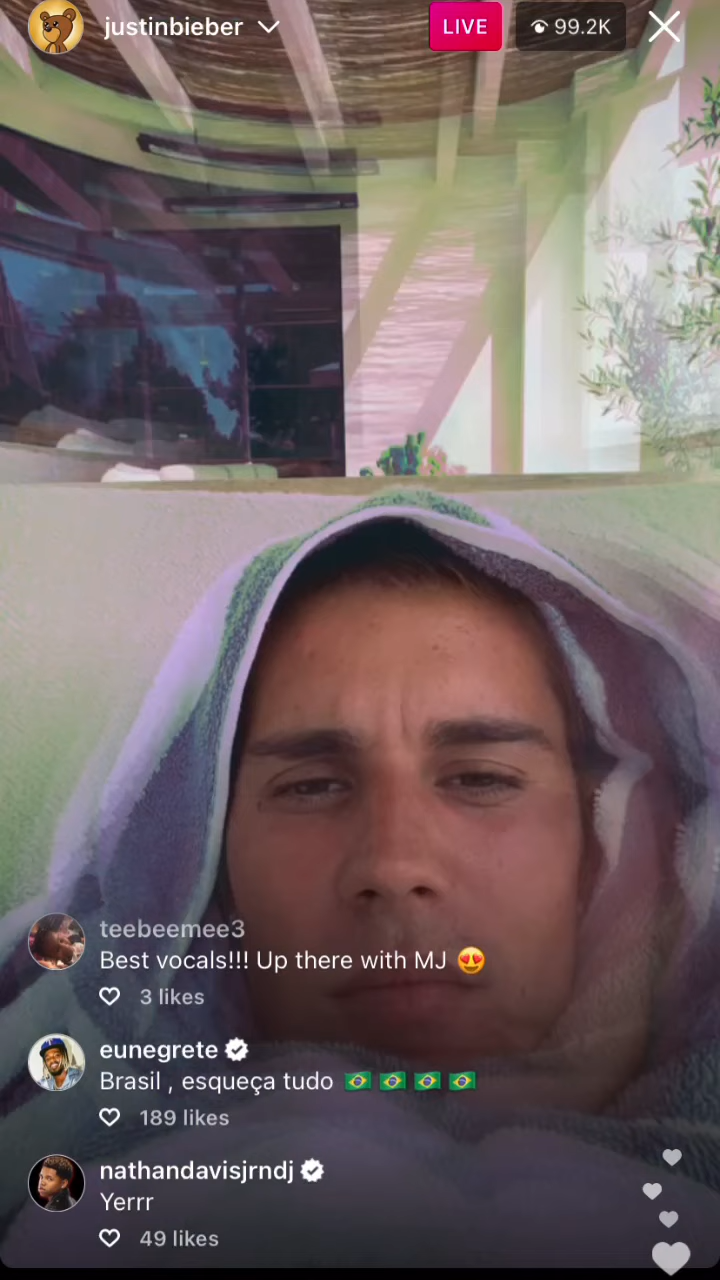 justinbieber
LIVE
99.2K
teebeemee3
Best vocals!!! Up there with MJ 😍
3 likes
eunegrete
Brasil , esqueça tudo 🇧🇷 🇧🇷 🇧🇷 🇧🇷
189 likes
nathandavisjrndj
Yerrr
49 likes